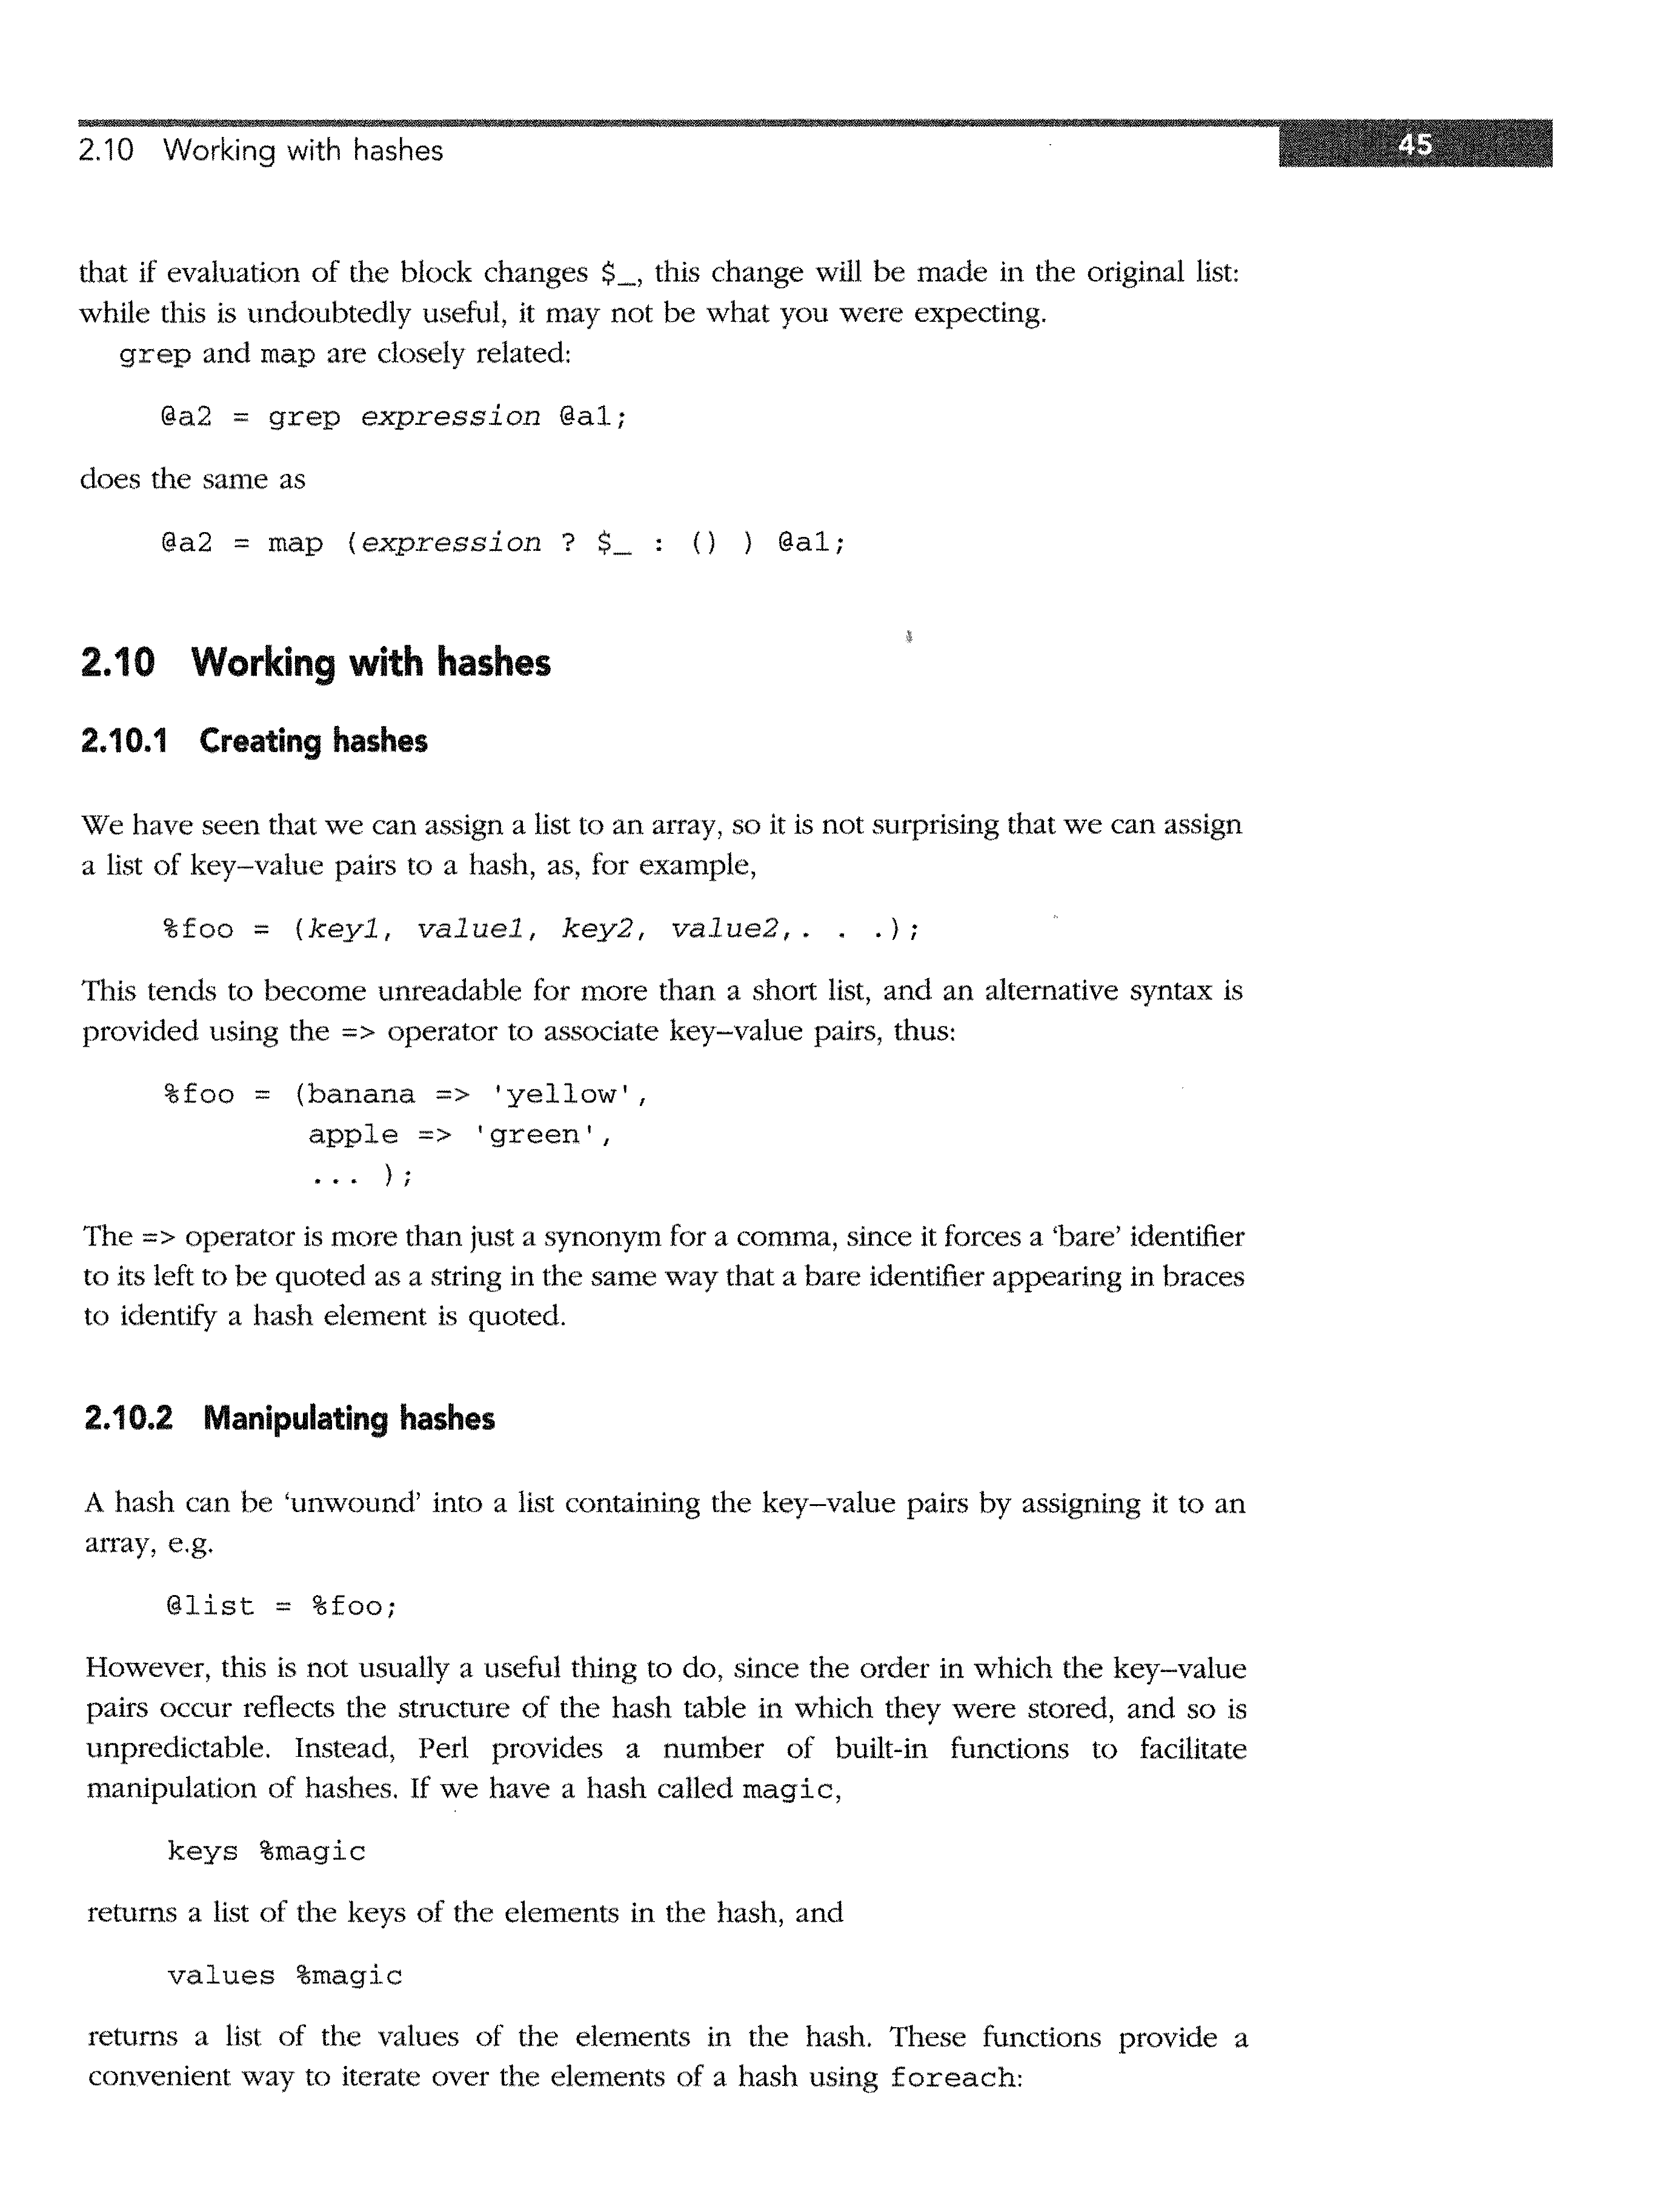 2.10 Working with hashes 45
that if evaluation of the block changes $_, this change will be made in the original list:
while this is undoubtedly useful, it may not be what you were expecting.
grep and map are closely related:
@a2 = grep expression @a1;
does the same as
@a2 = map (expression ? $_ : () ) @a1;
2.10 Working with hashes
2.10.1 Creating hashes
We have seen that we can assign a list to an array, so it is not surprising that we can assign
a list of key–value pairs to a hash, as, for example,
%foo = (key1, value1, key2, value2,. . .);
This tends to become unreadable for more than a short list, and an alternative syntax is
provided using the => operator to associate key–value pairs, thus:
%foo = (banana => 'yellow',
apple => 'green',
... );
The => operator is more than just a synonym for a comma, since it forces a ‘bare’ identifier
to its left to be quoted as a string in the same way that a bare identifier appearing in braces
to identify a hash element is quoted.
2.10.2 Manipulating hashes
A hash can be ‘unwound’ into a list containing the key–value pairs by assigning it to an
array, e.g.
@list = %foo;
However, this is not usually a useful thing to do, since the order in which the key–value
pairs occur reflects the structure of the hash table in which they were stored, and so is
unpredictable. Instead, Perl provides a number of built-in functions to facilitate
manipulation of hashes. If we have a hash called magic,
keys %magic
returns a list of the keys of the elements in the hash, and
values %magic
returns a list of the values of the elements in the hash. These functions provide a
convenient way to iterate over the elements of a hash using foreach: